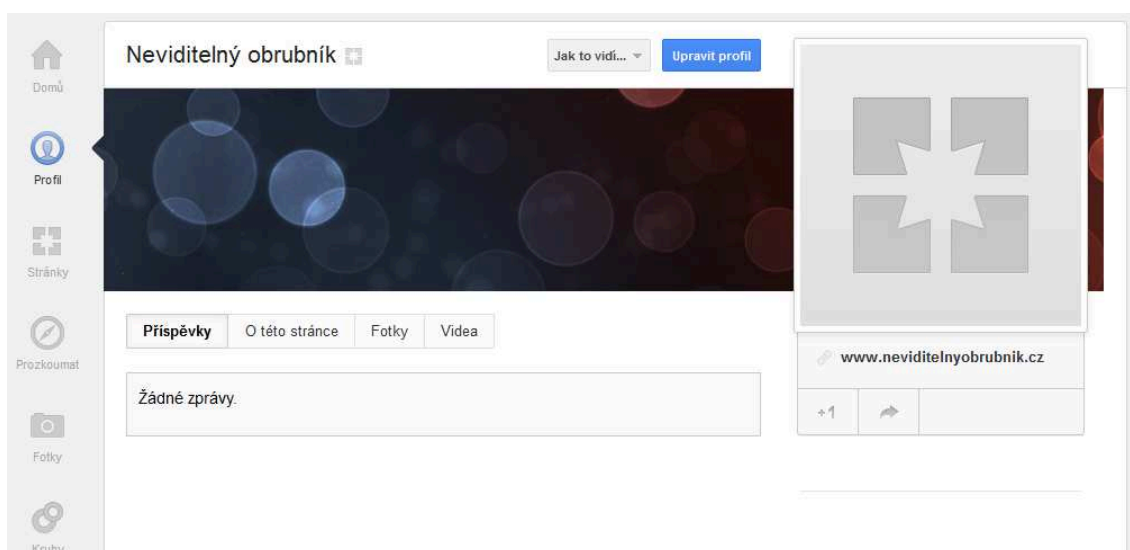 Neviditelný obrubník
Jak to vidí...
Upravit profil
Domů
Profil
Stránky
Prozkoumat
Fotky
Kruhy
Příspěvky
O této stránce
Fotky
Videa
Žádné zprávy.
www.neviditelnyobrubnik.cz
+1